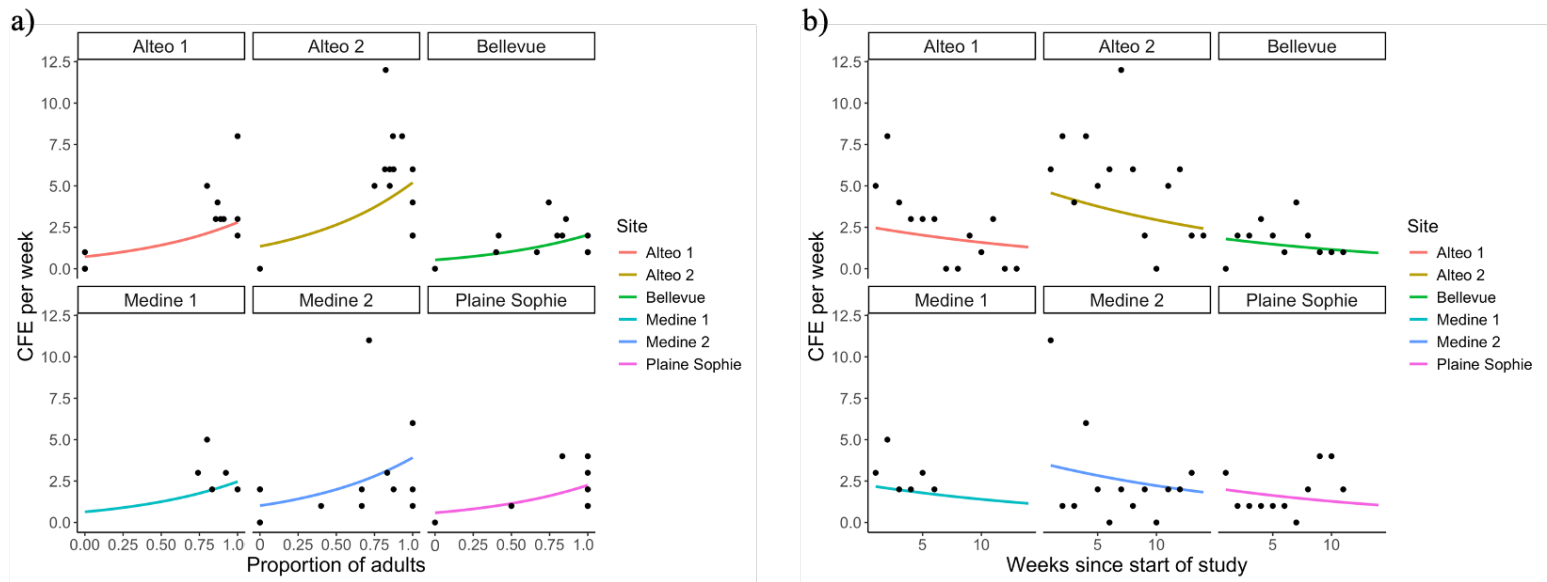 a)
Alteo 1 Alteo 2 Bellevue
12.5
10.0
7.5
5.0
2.5
0.0
Medine 1 Medine 2 Plaine Sophie
12.5
10.0
7.5
5.0
2.5
0.0
0.00 0.25 0.50 0.75 1.0 0 0.25 0.50 0.75 1.0 0 0.50 0.75 1.0
CFE per week
CFE per week
Proportion of adults
Site
Alteo 1
Alteo 2
Bellevue
Medine 1
Medine 2
Plaine Sophie
b)
Alteo 1 Alteo 2 Bellevue
12.5
10.0
7.5
5.0
2.5
0.0
Medine 1 Medine 2 Plaine Sophie
12.5
10.0
7.5
5.0
2.5
0.0
5 10 5 10 5 10
CFE per week
CFE per week
Weeks since start of study
Site
Alteo 1
Alteo 2
Bellevue
Medine 1
Medine 2
Plaine Sophie